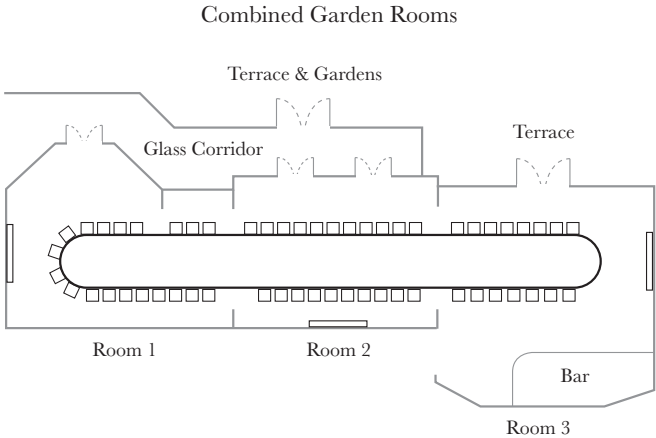 Combined Garden Rooms
Terrace & Gardens
Terrace
Glass Corridor
Room 1
Room 2
Bar
Room 3